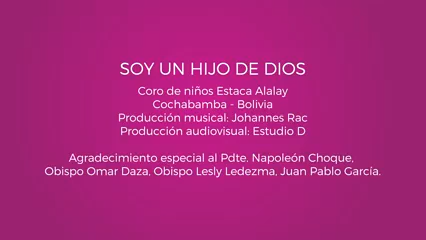 SOY UN HIJO DE DIOS
Coro de niños Estaca Alalay
Cochabamba - Bolivia
Producción musical: Johannes Rac
Producción audiovisual: Estudio D
Agradecimiento especial al Pdte. Napoleón Choque,
Obispo Omar Daza, Obispo Lesly Ledezma, Juan Pablo García.